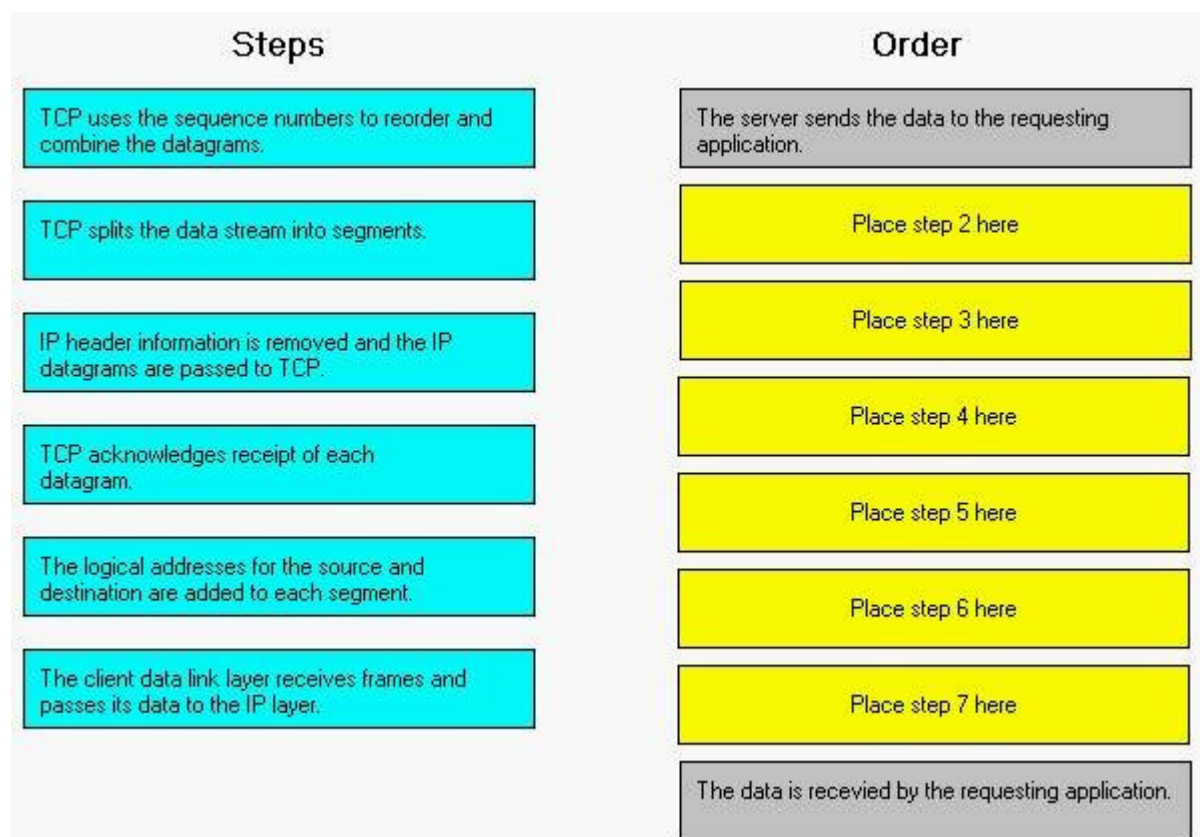 Steps
TCP uses the sequence numbers to reorder and
combine the datagrams.
TCP splits the data stream into segments.
IP header information is removed and the IP
datagrams are passed to TCP.
TCP acknowledges receipt of each
datagram.
The logical addresses for the source and
destination are added to each segment.
The client data link layer receives frames and
passes its data to the IP layer.
Order
The server sends the data to the requesting
application.
Place step 2 here
Place step 3 here
Place step 4 here
Place step 5 here
Place step 6 here
Place step 7 here
The data is recevied by the requesting application.